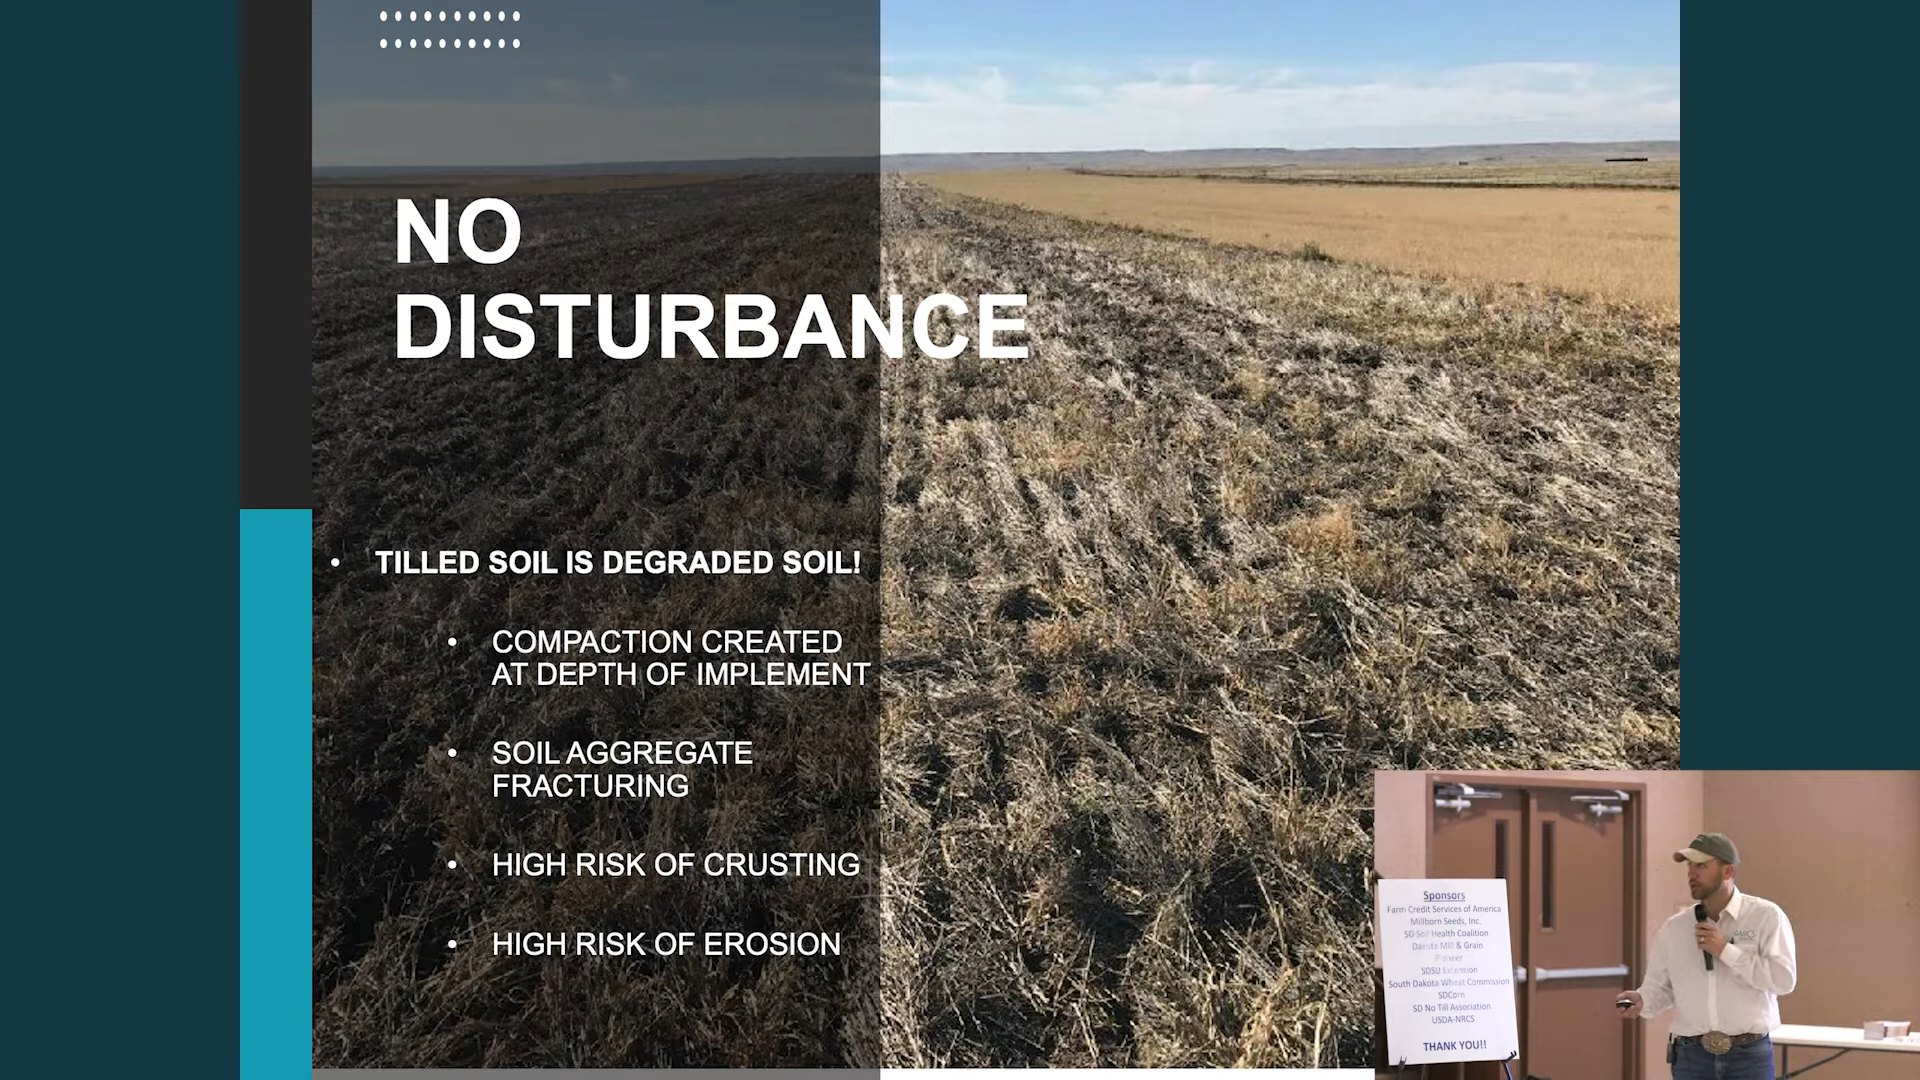 NO
DISTURBANCE
• TILLED SOIL IS DEGRADED SOIL!
• COMPACTION CREATED
AT DEPTH OF IMPLEMENT
• SOIL AGGREGATE
FRACTURING
• HIGH RISK OF CRUSTING
• HIGH RISK OF EROSION
Sponsors
Farm Credit Services of America
Millborn Seeds, Inc.
SD Soil Health Coalition
Dakota Mill & Grain
Pioneer
SDSU Extension
South Dakota Wheat Commission
SDCorn
SD No Till Association
USDA-NRCS
THANK YOU!!